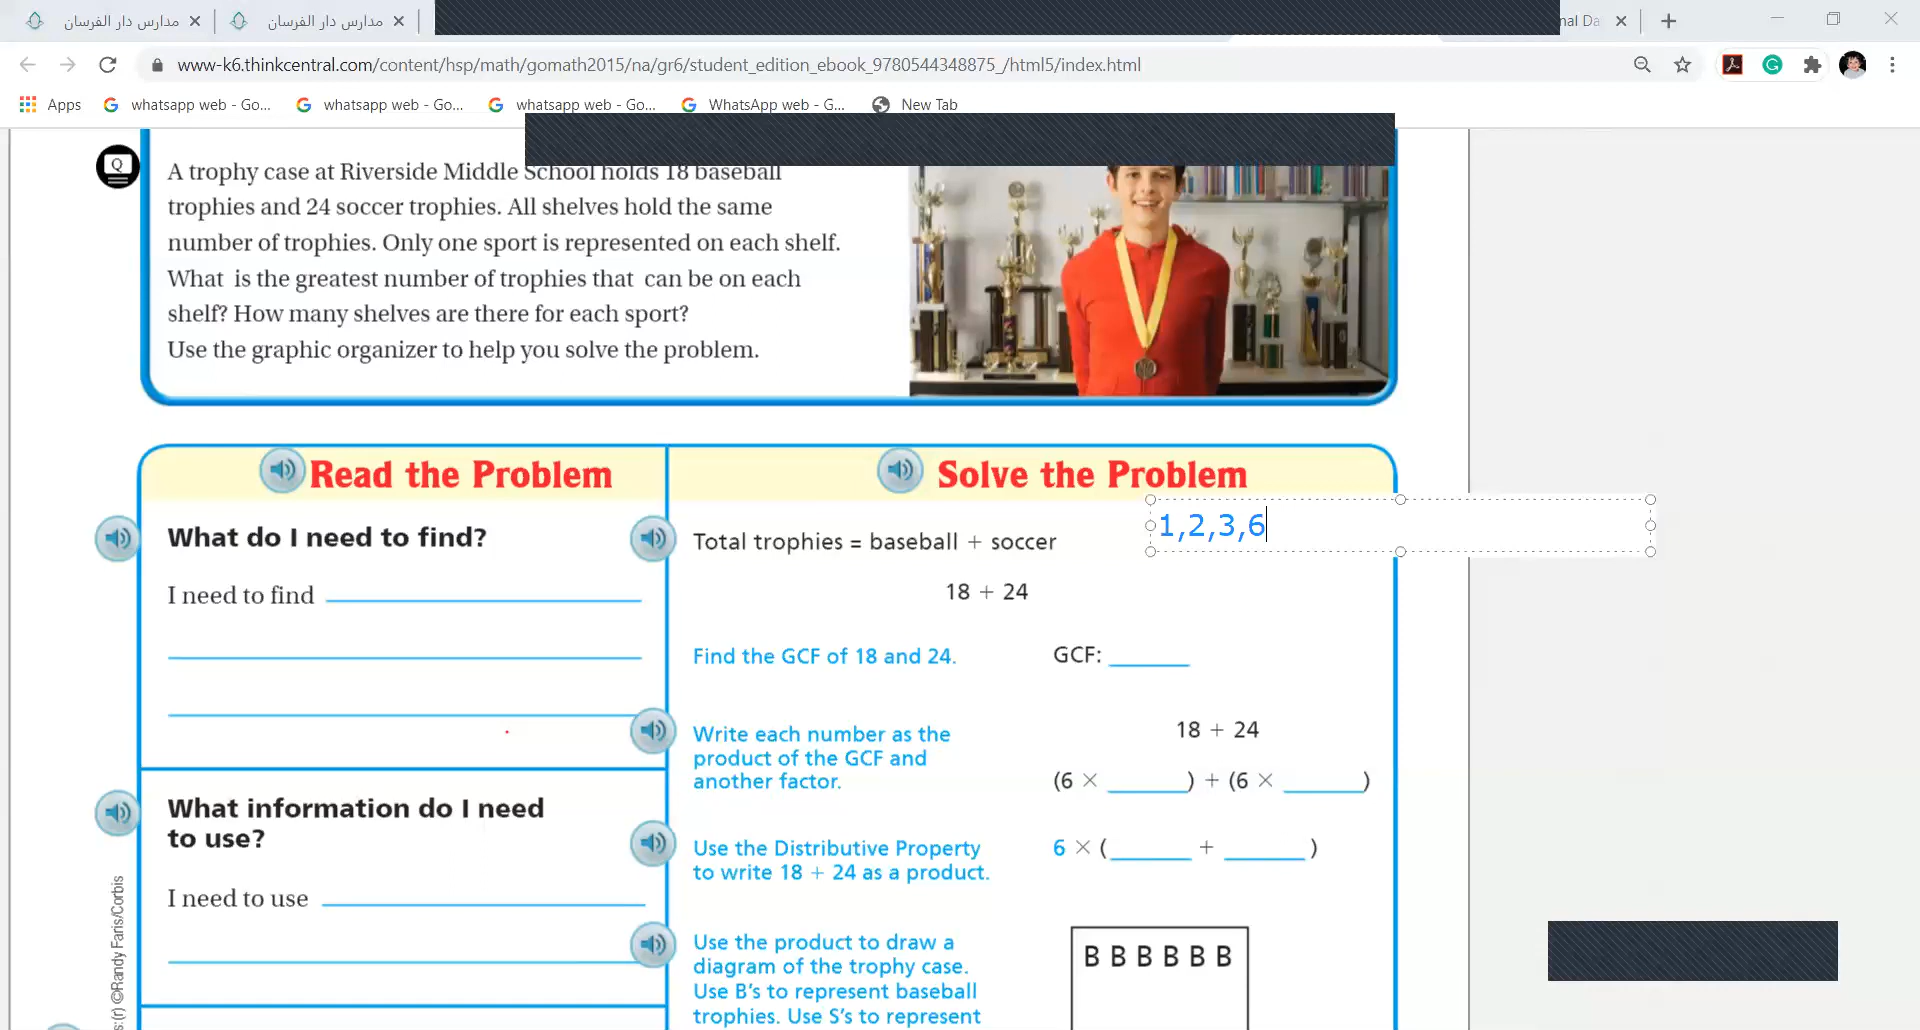 مدارس دار الفرسان
مدارس دار الفرسان
nal Da
www-k6.thinkcentral.com/content/hsp/math/gomath2015/na/gr6/student_edition_ebook_9780544348875_/html5/index.html
Apps
whatsapp web - Go...
whatsapp web - Go...
whatsapp web - Go...
WhatsApp web - G...
New Tab
Q
A trophy case at Riverside Middle School holds 18 baseball
trophies and 24 soccer trophies. All shelves hold the same
number of trophies. Only one sport is represented on each shelf.
What is the greatest number of trophies that can be on each
shelf? How many shelves are there for each sport?
Use the graphic organizer to help you solve the problem.
Read the Problem
What do I need to find?
I need to find
What information do I need
to use?
I need to use
Solve the Problem
1,2,3,6
Total trophies = baseball + soccer
18 + 24
Find the GCF of 18 and 24.
GCF:
Write each number as the
product of the GCF and
another factor.
18 + 24
(6 × ) + (6 × )
Use the Distributive Property
to write 18 + 24 as a product.
6 × ( + )
Use the product to draw a
diagram of the trophy case.
Use B's to represent baseball
trophies. Use S's to represent
B B B B B B
s:(r) ©Randy Faris/Corbis